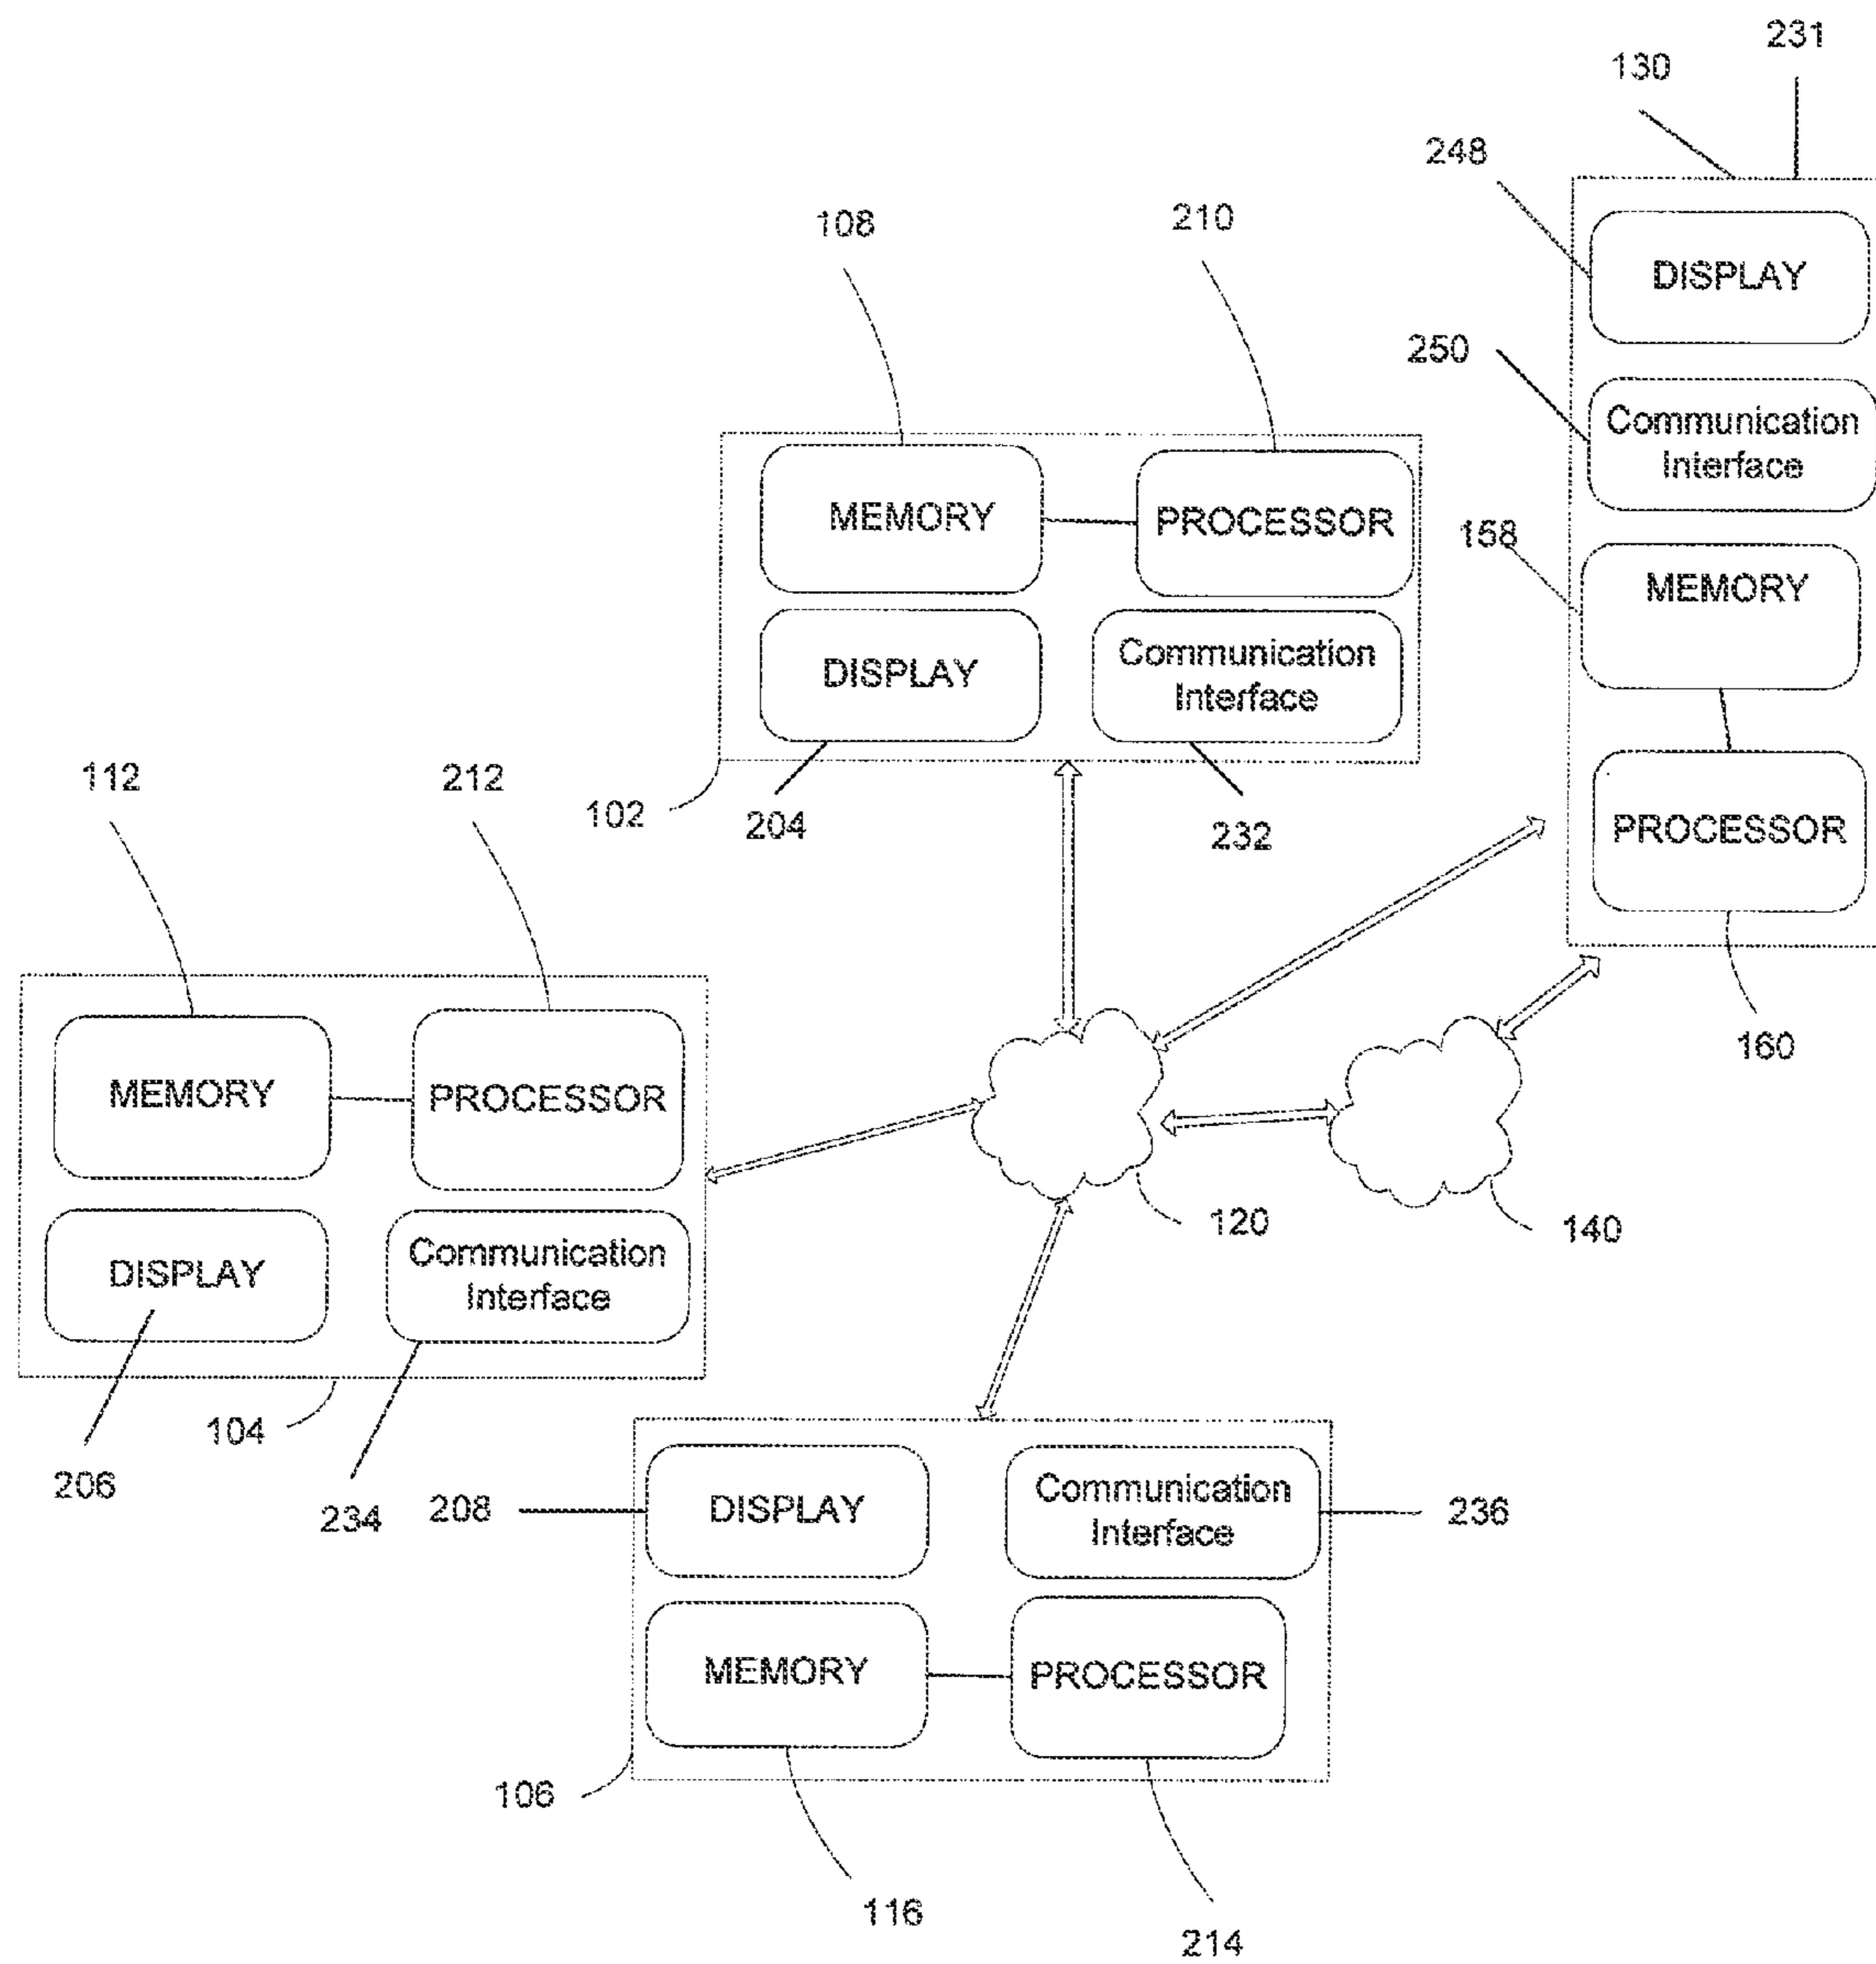 231
130
248
DISPLAY
250
Communication
Interface
158
MEMORY
PROCESSOR
160
108
210
MEMORY
PROCESSOR
DISPLAY
Communication
Interface
102
204
232
112
212
MEMORY
PROCESSOR
DISPLAY
Communication
Interface
104
206
234
120
140
208
DISPLAY
Communication
Interface
236
MEMORY
PROCESSOR
106
116
214